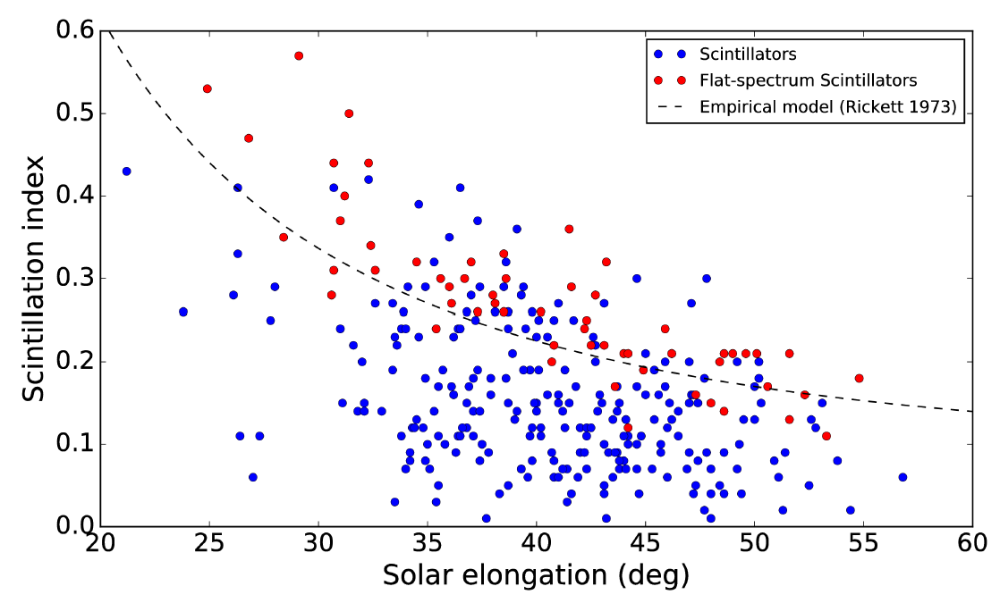 0.6
0.5
0.4
0.3
0.2
0.1
0.0
Scintillation index
Scintillators
Flat-spectrum Scintillators
Empirical model (Rickett 1973)
20 25 30 35 40 45 50 55 60
Solar elongation (deg)